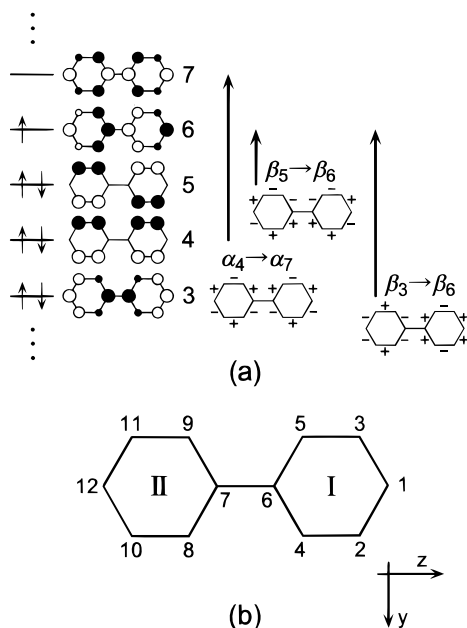 7
6
5
4
3
β₅→β₆
α₄→α₇
β₃→β₆
- + + + + -
+ - - - - +
+ - + + - +
- + - - + -
- + - - + -
+ - + + - +
(a)
11 9 5 3
12 II 7 6 I 1
10 8 4 2
z
y
(b)